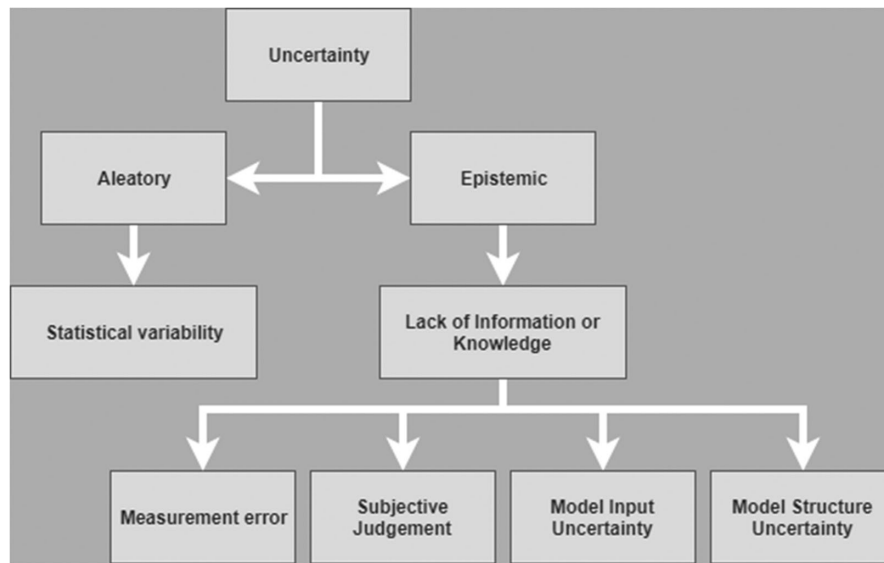 Uncertainty
Aleatory
Epistemic
Statistical variability
Lack of Information or
Knowledge
Measurement error
Subjective
Judgement
Model Input
Uncertainty
Model Structure
Uncertainty